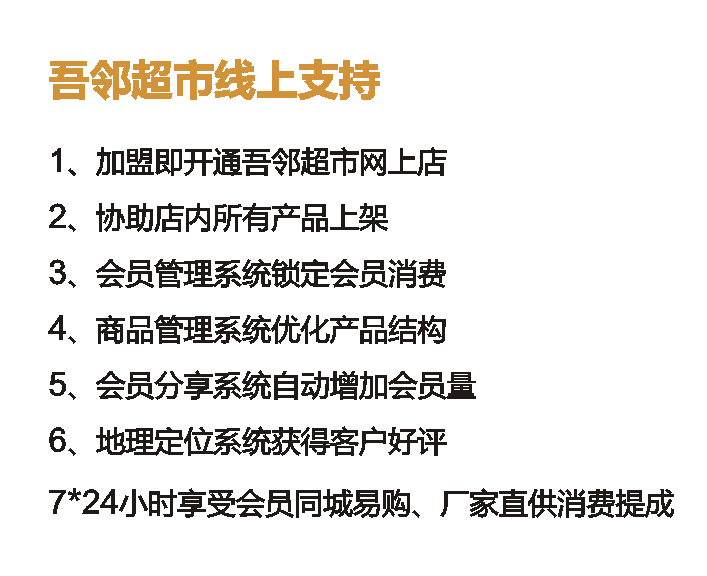 吾邻超市线上支持
1、加盟即开通吾邻超市网上店
2、协助店内所有产品上架
3、会员管理系统锁定会员消费
4、商品管理系统优化产品结构
5、会员分享系统自动增加会员量
6、地理定位系统获得客户好评
7*24小时享受会员同城易购、厂家直供消费提成